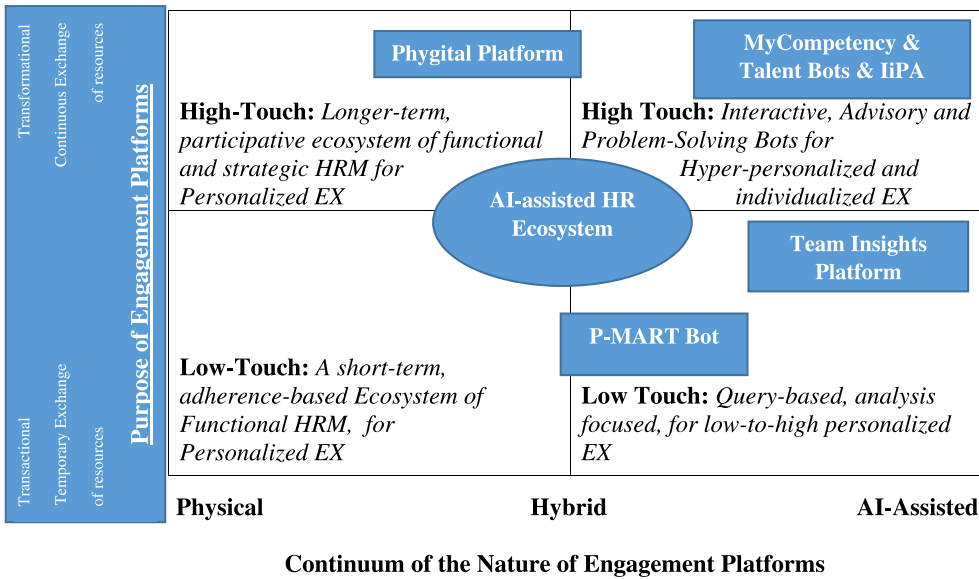 Transformational
Continuous Exchange
of resources
Transactional
Temporary Exchange
of resources
Purpose of Engagement Platforms
Phygital Platform
High-Touch: Longer-term,
participative ecosystem of functional
and strategic HRM for
Personalized EX
MyCompetency &
Talent Bots & IiPA
High Touch: Interactive, Advisory and
Problem-Solving Bots for
Hyper-personalized and
individualized EX
AI-assisted HR
Ecosystem
Team Insights
Platform
P-MART Bot
Low-Touch: A short-term,
adherence-based Ecosystem of
Functional HRM, for
Personalized EX
Low Touch: Query-based, analysis
focused, for low-to-high personalized
EX
Physical Hybrid AI-Assisted
Continuum of the Nature of Engagement Platforms